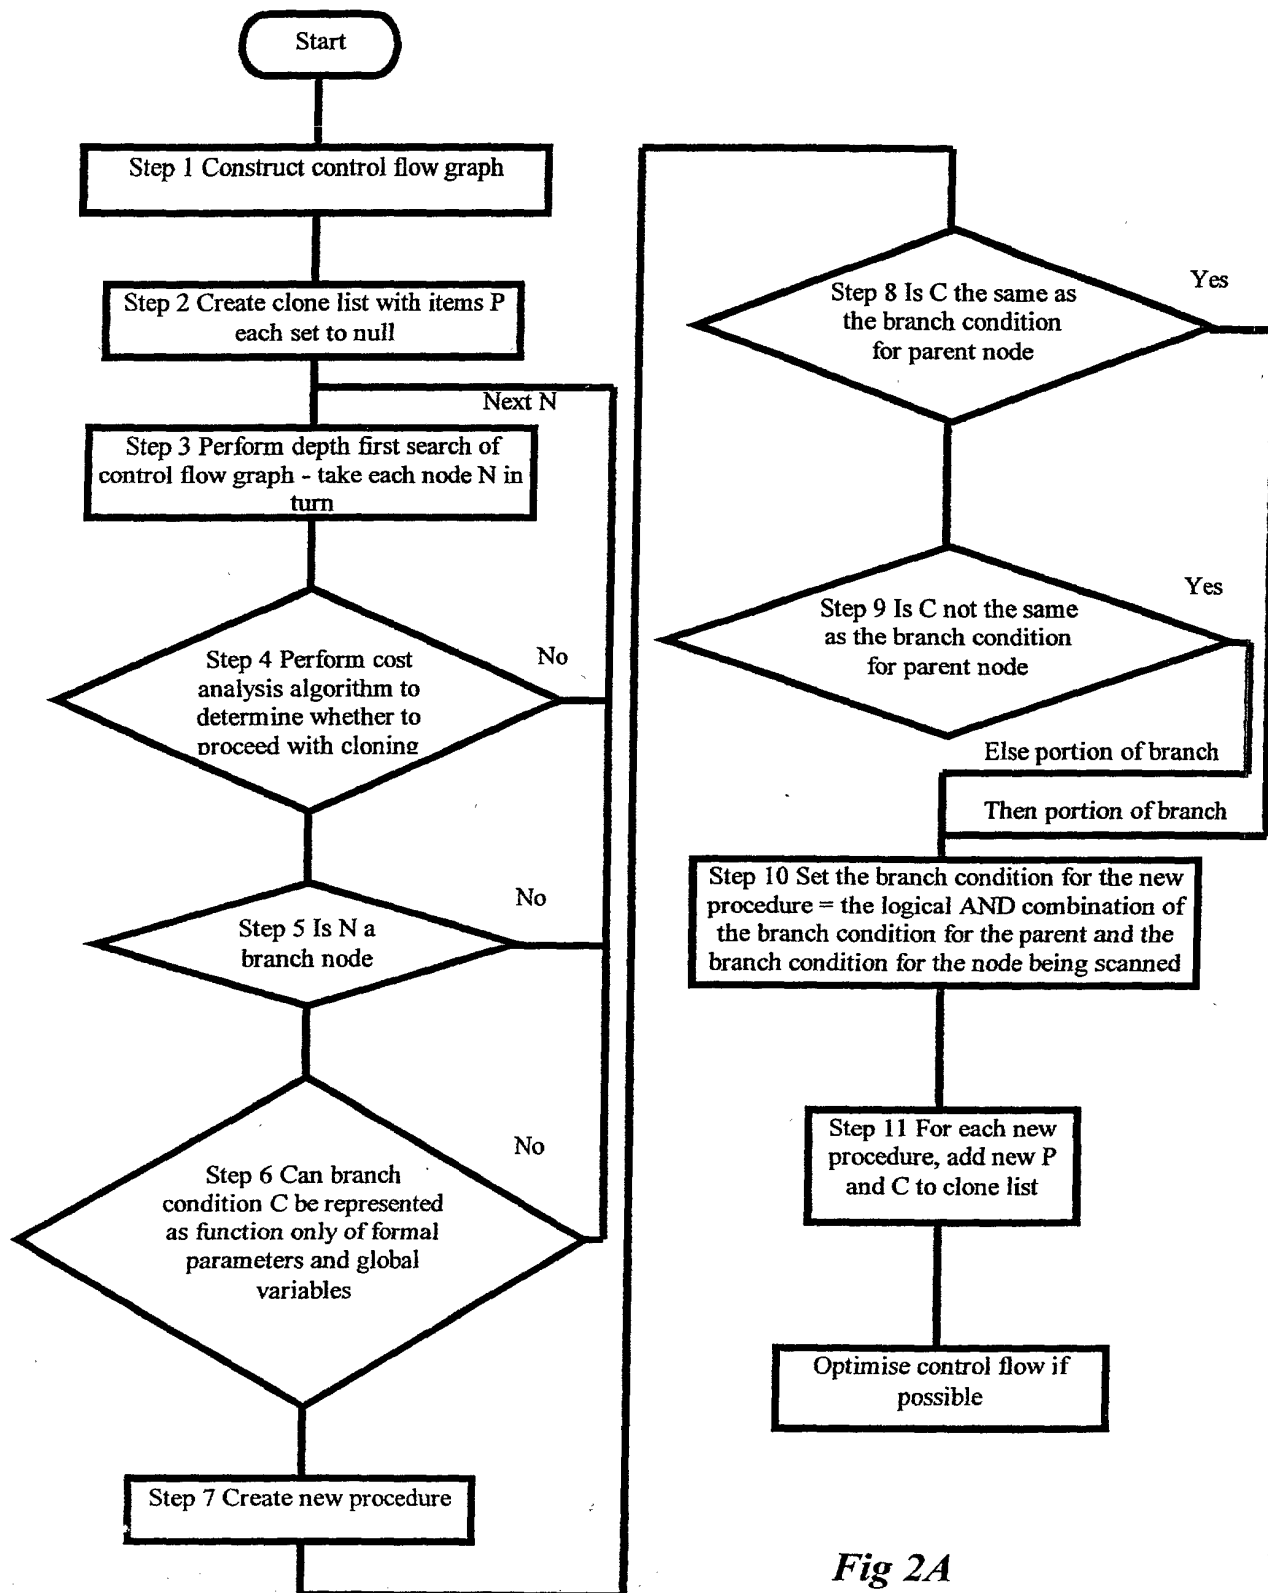 Start
Step 1 Construct control flow graph
Step 2 Create clone list with items P
each set to null
Next N
Step 3 Perform depth first search of
control flow graph - take each node N in
turn
Step 4 Perform cost
analysis algorithm to
determine whether to
proceed with cloning
No
Step 5 Is N a
branch node
No
Step 6 Can branch
condition C be represented
as function only of formal
parameters and global
variables
No
Step 7 Create new procedure
Step 8 Is C the same as
the branch condition
for parent node
Yes
Step 9 Is C not the same
as the branch condition
for parent node
Yes
Else portion of branch
Then portion of branch
Step 10 Set the branch condition for the new
procedure = the logical AND combination of
the branch condition for the parent and the
branch condition for the node being scanned
Step 11 For each new
procedure, add new P
and C to clone list
Optimise control flow if
possible
Fig 2A